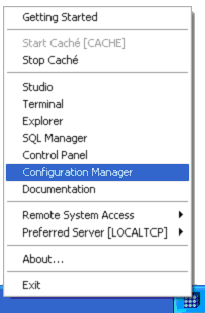 Getting Started
Start Caché [CACHE]
Stop Caché
Studio
Terminal
Explorer
SQL Manager
Control Panel
Configuration Manager
Documentation
Remote System Access
Preferred Server [LOCALTCP]
About...
Exit